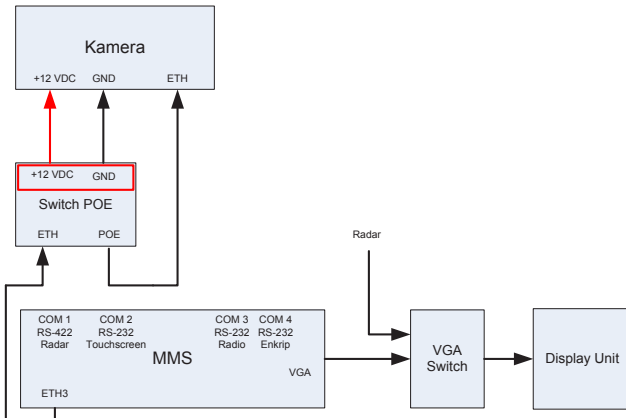 Kamera
+12 VDC GND ETH
+12 VDC GND
Switch POE
ETH POE
Radar
COM 1 COM 2 COM 3 COM 4
RS-422 RS-232 RS-232 RS-232
Radar Touchscreen Radio Enkrip
MMS
VGA
ETH3
VGA
Switch
Display Unit